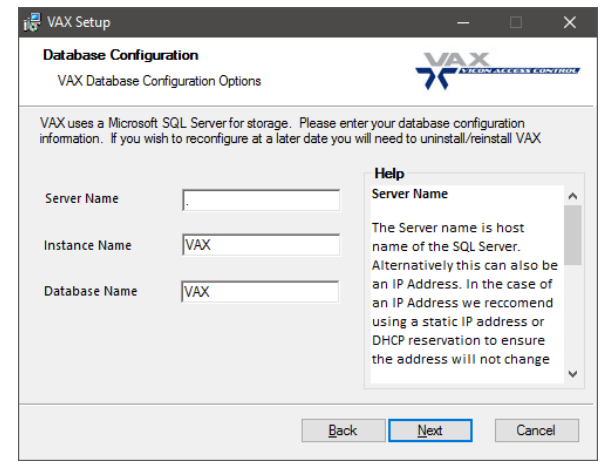 VAX Setup
Database Configuration
VAX Database Configuration Options
VAX
VICON ACCESS CONTROL
VAX uses a Microsoft SQL Server for storage. Please enter your database configuration
information. If you wish to reconfigure at a later date you will need to uninstall/reinstall VAX
Server Name
.
Instance Name
VAX
Database Name
VAX
Help
Server Name
The Server name is host
name of the SQL Server.
Alternatively this can also be
an IP Address. In the case of
an IP Address we reccomend
using a static IP address or
DHCP reservation to ensure
the address will not change
Back
Next
Cancel